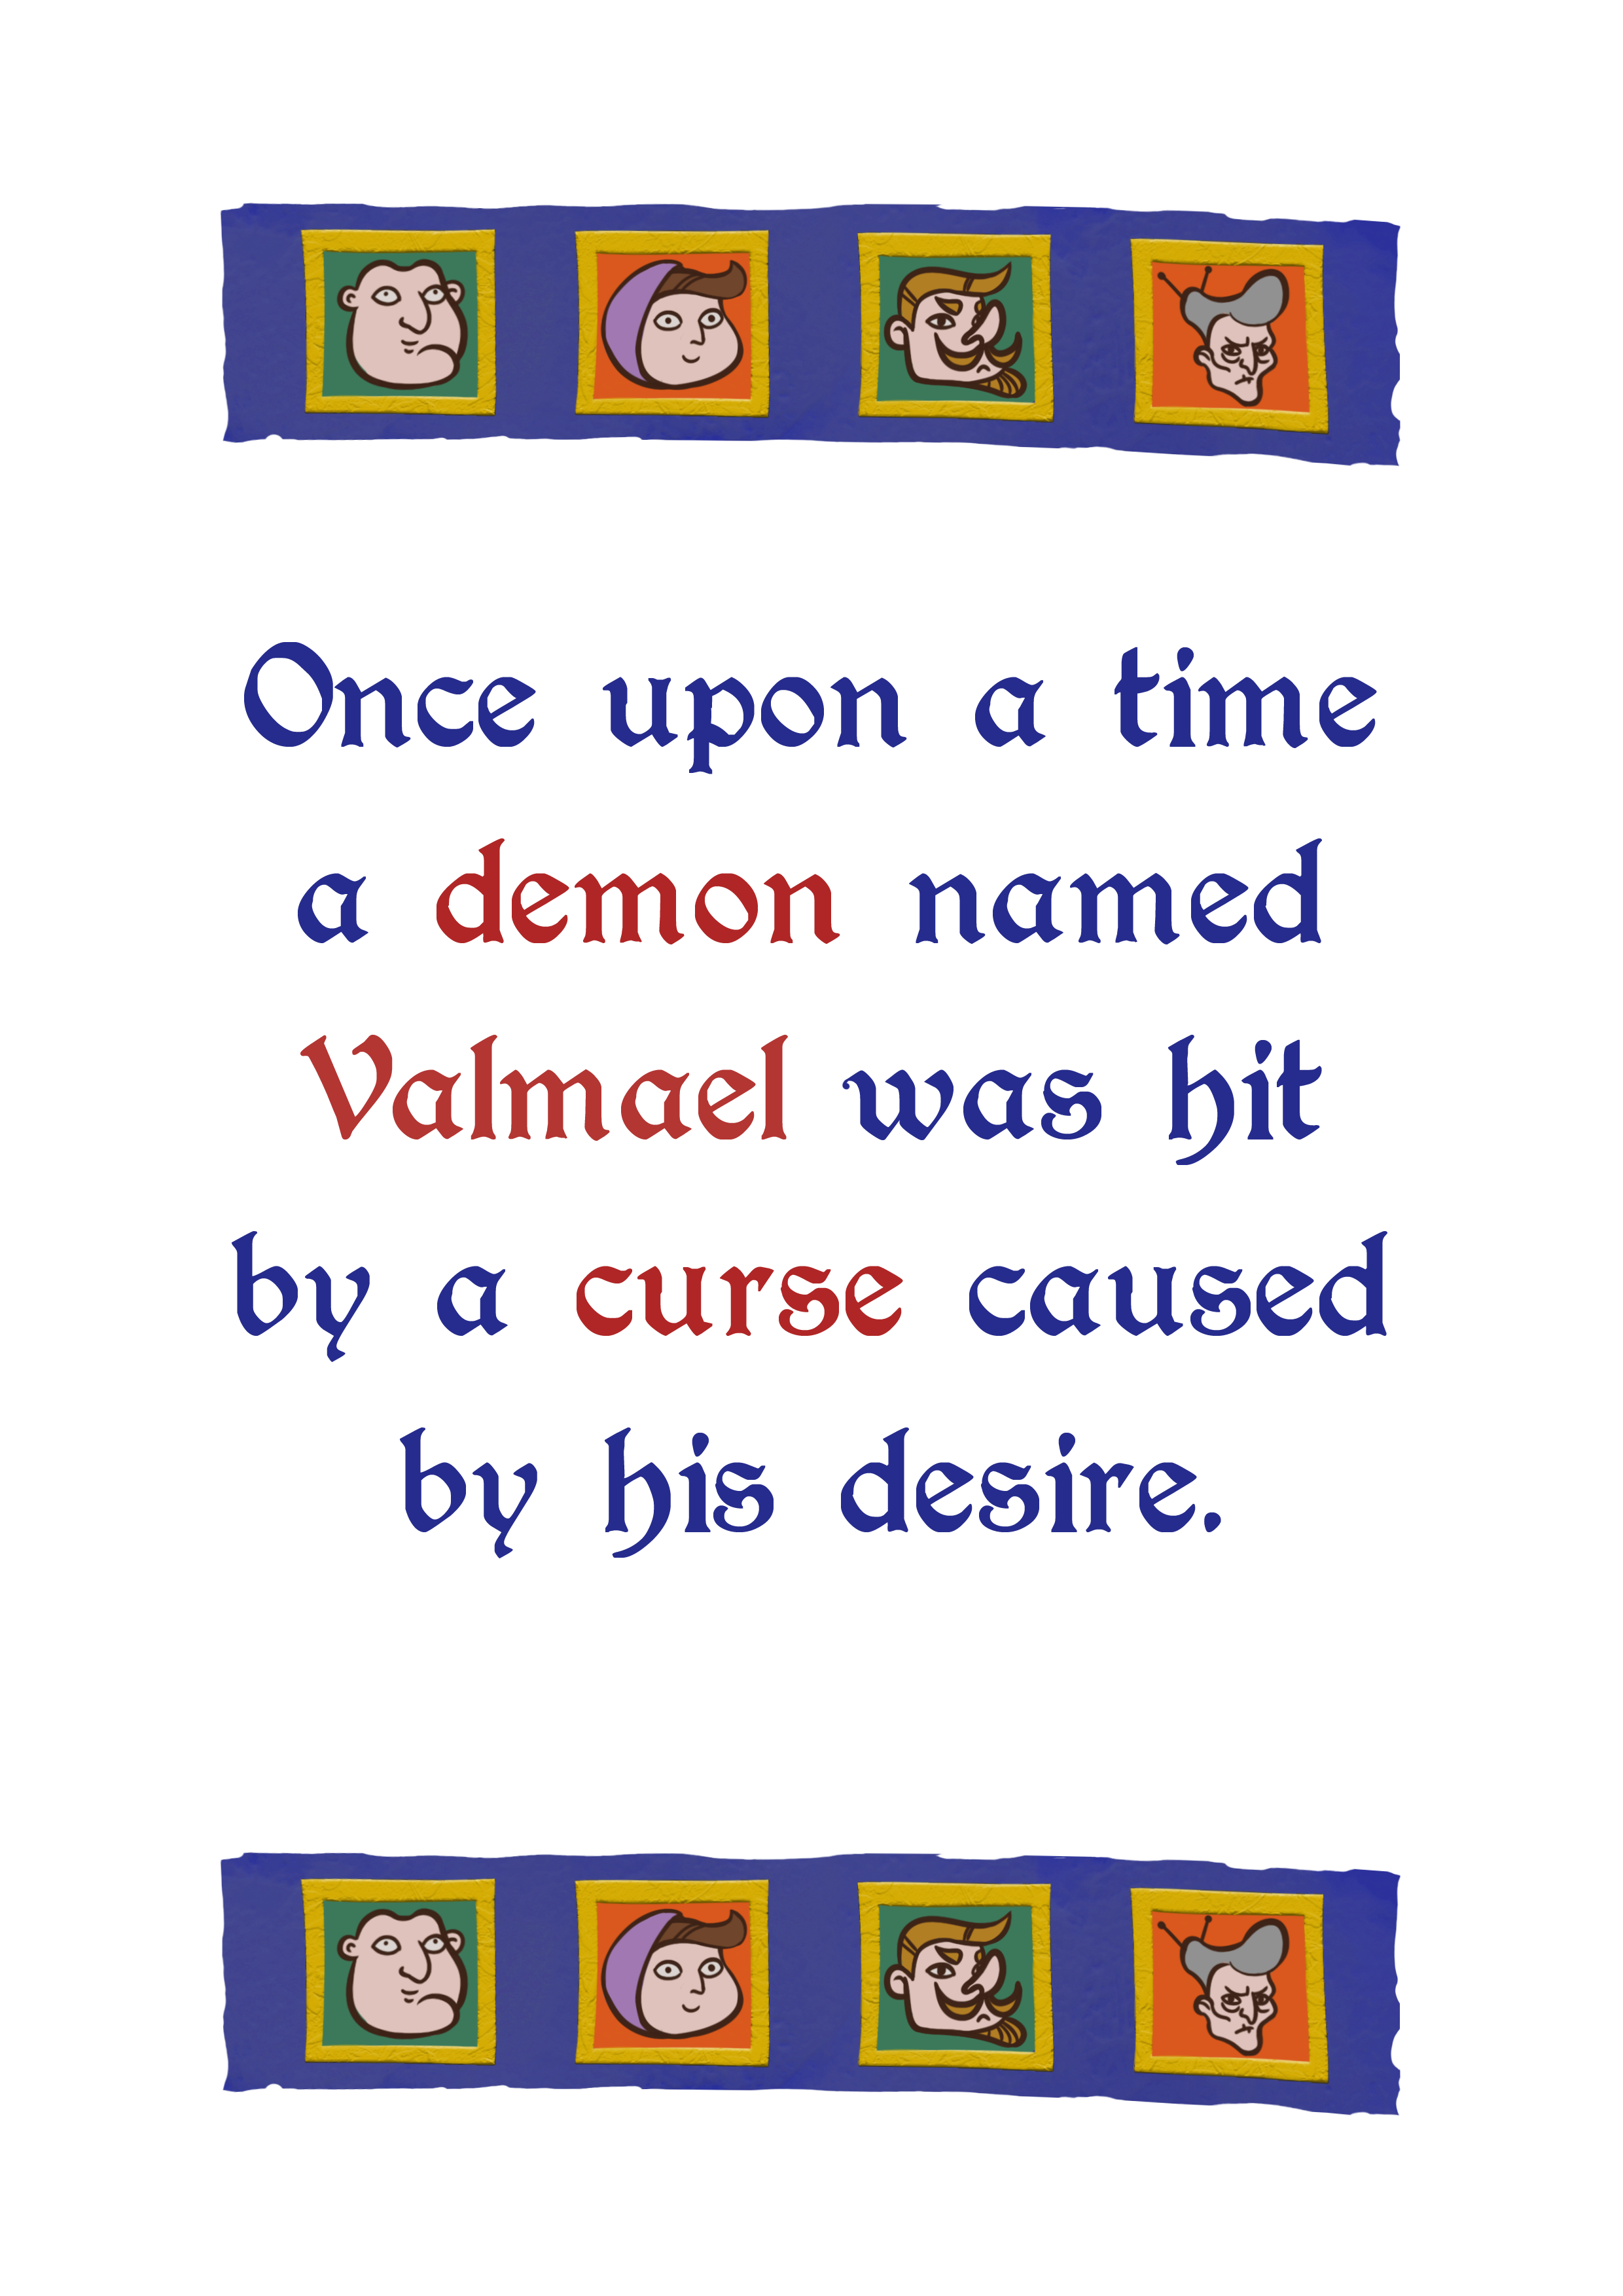 Once upon a time
a demon named
Valmael was hit
by a curse caused
by his desire.